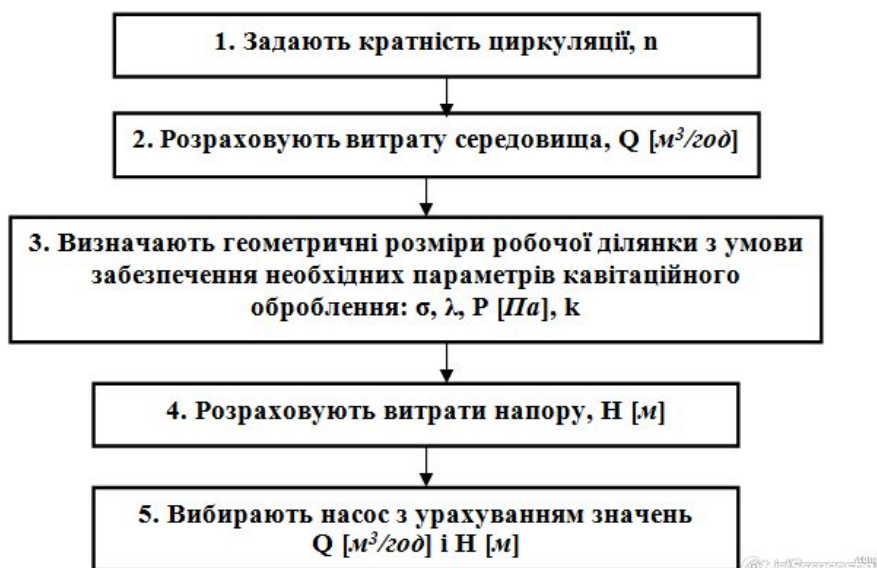 1. Задають кратність циркуляції, n
2. Розраховують витрату середовища, Q [м³/год]
3. Визначають геометричні розміри робочої ділянки з умови
забезпечення необхідних параметрів кавітаційного
оброблення: σ, λ, P [Па], k
4. Розраховують витрати напору, H [м]
5. Вибирають насос з урахуванням значень
Q [м³/год] і H [м]